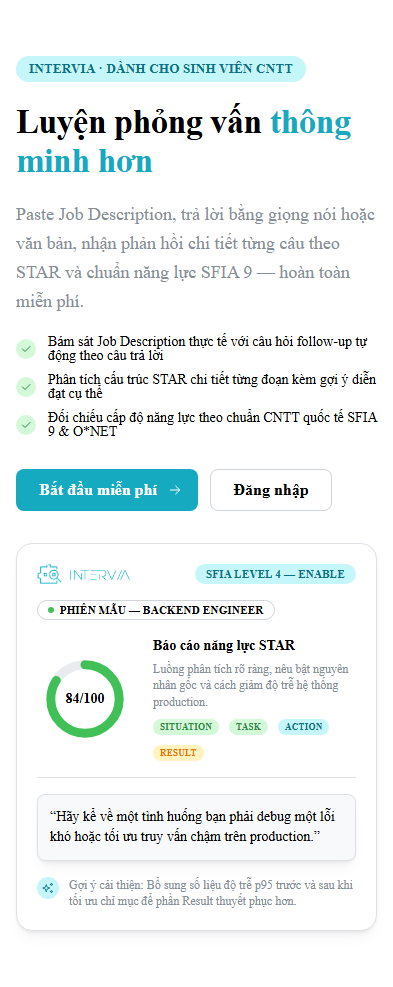 INTERVIA · DÀNH CHO SINH VIÊN CNTT
Luyện phỏng vấn thông
minh hơn
Paste Job Description, trả lời bằng giọng nói hoặc
văn bản, nhận phản hồi chi tiết từng câu theo
STAR và chuẩn năng lực SFIA 9 — hoàn toàn
miễn phí.
Bám sát Job Description thực tế với câu hỏi follow-up tự
động theo câu trả lời
Phân tích cấu trúc STAR chi tiết từng đoạn kèm gợi ý diễn
đạt cụ thể
Đối chiếu cấp độ năng lực theo chuẩn CNTT quốc tế SFIA
9 & O*NET
Bắt đầu miễn phí →
Đăng nhập
INTERVIA
SFIA LEVEL 4 — ENABLE
PHIÊN MẪU — BACKEND ENGINEER
84/100
Báo cáo năng lực STAR
Luồng phân tích rõ ràng, nêu bật nguyên
nhân gốc và cách giảm độ trễ hệ thống
production.
SITUATION TASK ACTION
RESULT
“Hãy kể về một tình huống bạn phải debug một lỗi
khó hoặc tối ưu truy vấn chậm trên production.”
Gợi ý cải thiện: Bổ sung số liệu độ trễ p95 trước và sau khi
tối ưu chỉ mục để phần Result thuyết phục hơn.